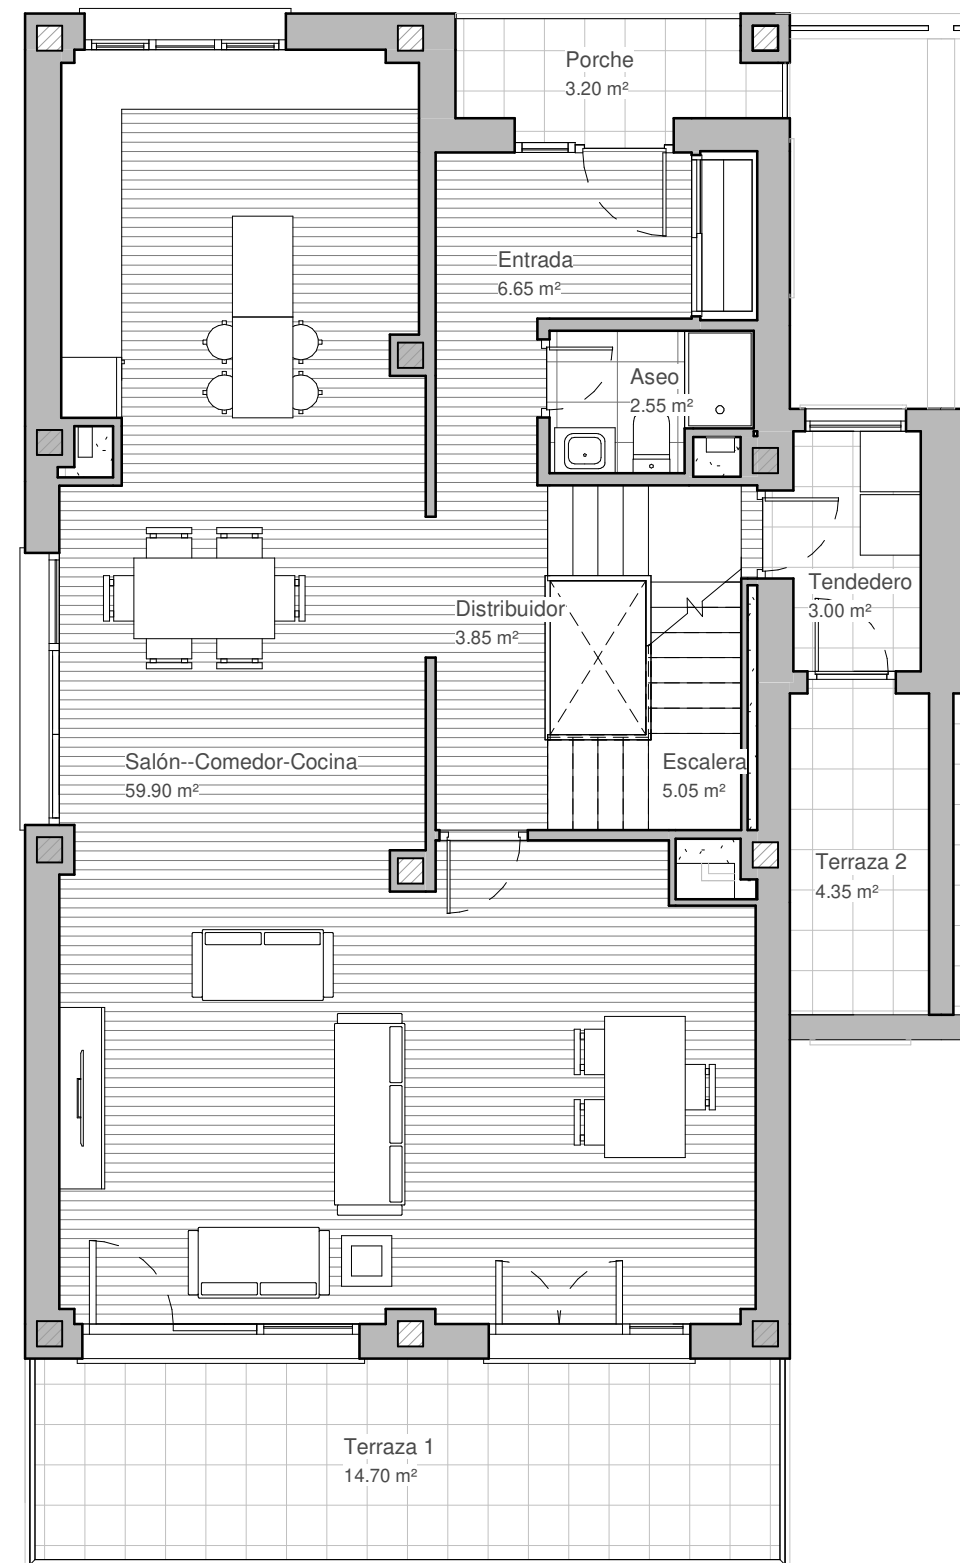 Porche
3.20 m²
Entrada
6.65 m²
Aseo
2.55 m²
Tendedero
3.00 m²
Distribuidor
3.85 m²
Salón--Comedor-Cocina
59.90 m²
Escalera
5.05 m²
Terraza 2
4.35 m²
Terraza 1
14.70 m²